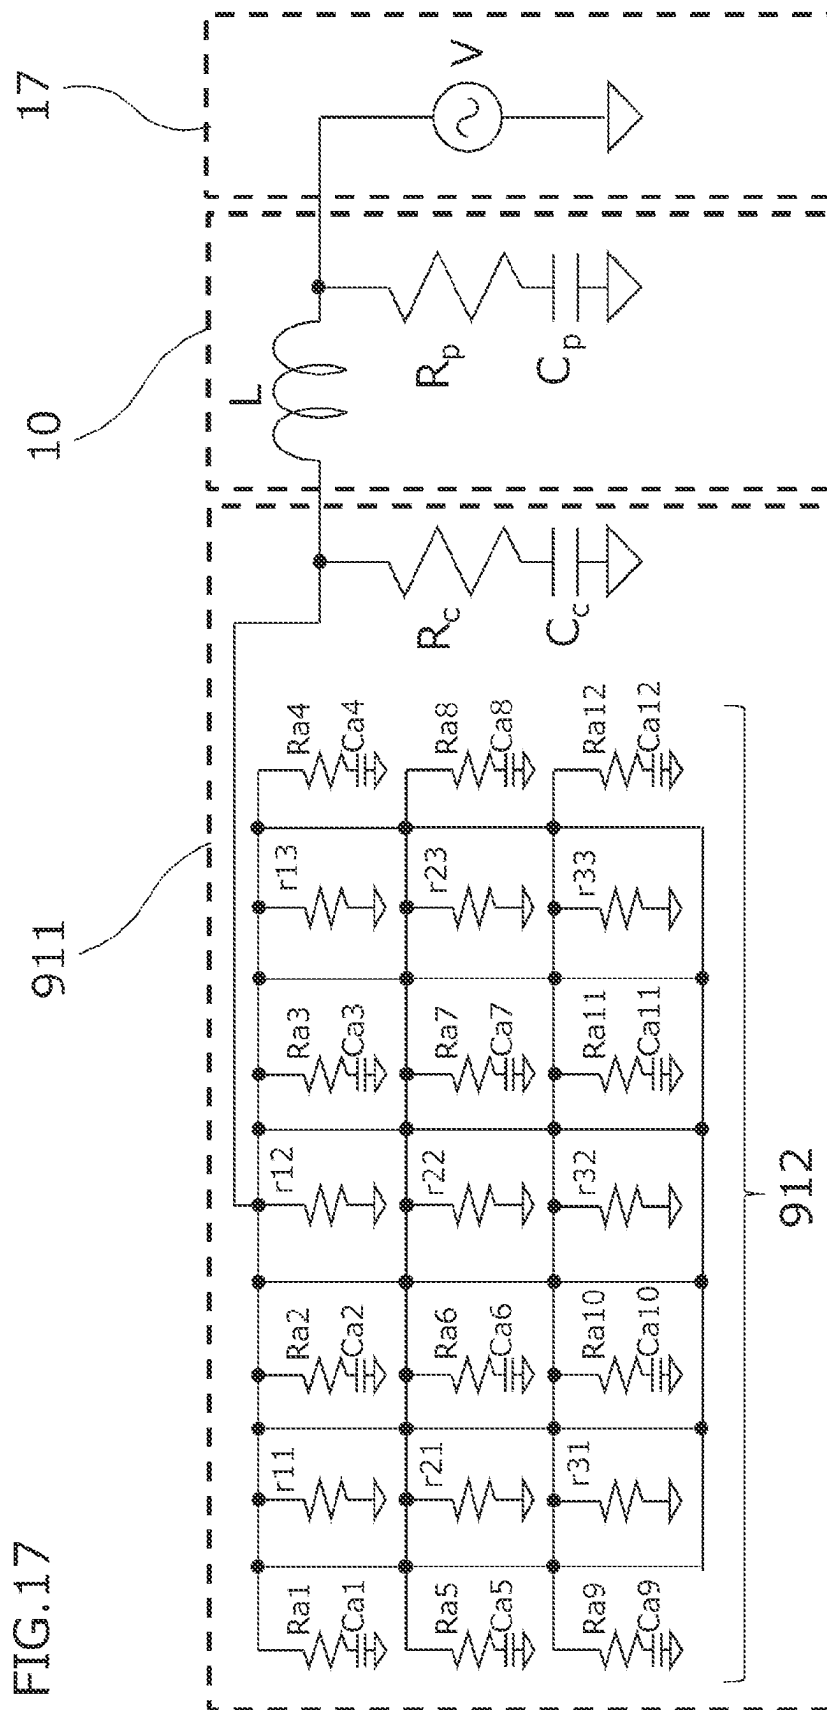 FIG.17
911
10
17
Ra1
Ca1
r11
Ra2
Ca2
r12
Ra3
Ca3
r13
Ra4
Ca4
Ra5
Ca5
r21
Ra6
Ca6
r22
Ra7
Ca7
r23
Ra8
Ca8
Ra9
Ca9
r31
Ra10
Ca10
r32
Ra11
Ca11
r33
Ra12
Ca12
912
Rc
Cc
L
Rp
Cp
V